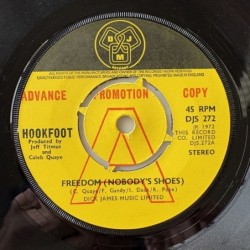 DJM
ADVANCE PROMOTION COPY
HOOKFOOT
Produced by
Jeff Titmus
and
Caleb Quaye
45 RPM
DJS 272
℗ 1972
THIS RECORD
CO. LIMITED
DJS.272A
STEREO
A
FREEDOM (NOBODY'S SHOES)
DICK JAMES MUSIC LIMITED